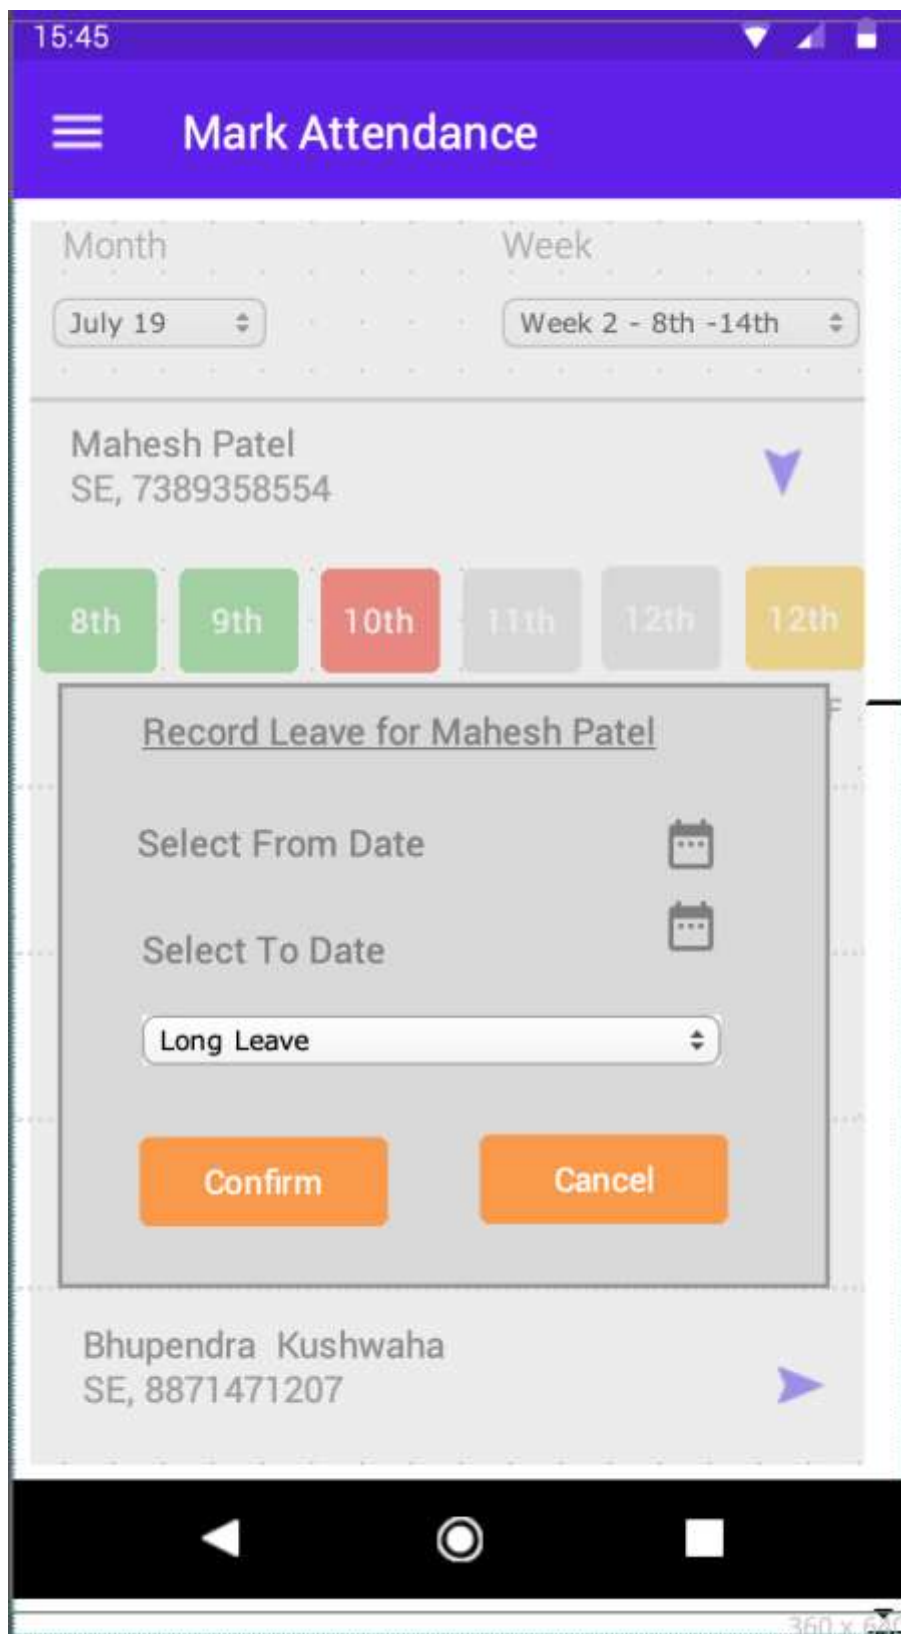 15:45
Mark Attendance
Month Week
July 19 Week 2 - 8th -14th
Mahesh Patel
SE, 7389358554
8th 9th 10th 11th 12th 12th
F
Record Leave for Mahesh Patel
Select From Date
Select To Date
Long Leave
Confirm Cancel
Bhupendra Kushwaha
SE, 8871471207
360 x 640